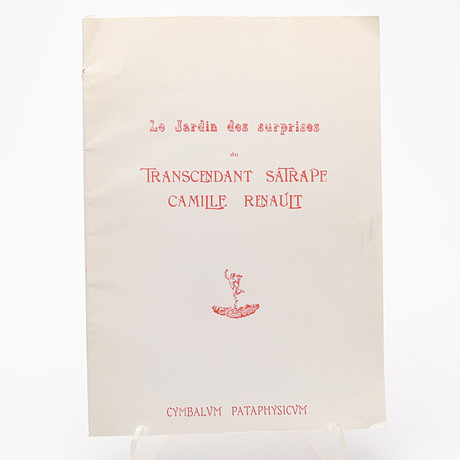 Le Jardin des surprises
du
TRANSCENDANT SATRAPE
CAMILLE RENAULT
CYMBALVM PATAPHYSICVM